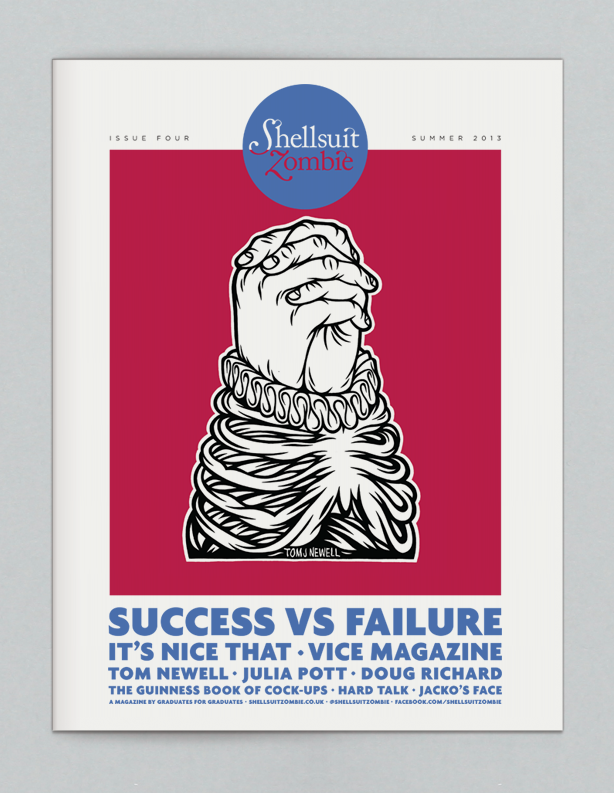 ISSUE FOUR
Shellsuit
Zombie
SUMMER 2013
TOM J NEWELL
SUCCESS VS FAILURE
IT'S NICE THAT · VICE MAGAZINE
TOM NEWELL · JULIA POTT · DOUG RICHARD
THE GUINNESS BOOK OF COCK-UPS · HARD TALK · JACKO'S FACE
A MAGAZINE BY GRADUATES FOR GRADUATES · SHELLSUITZOMBIE.CO.UK · @SHELLSUITZOMBIE · FACEBOOK.COM/SHELLSUITZOMBIE